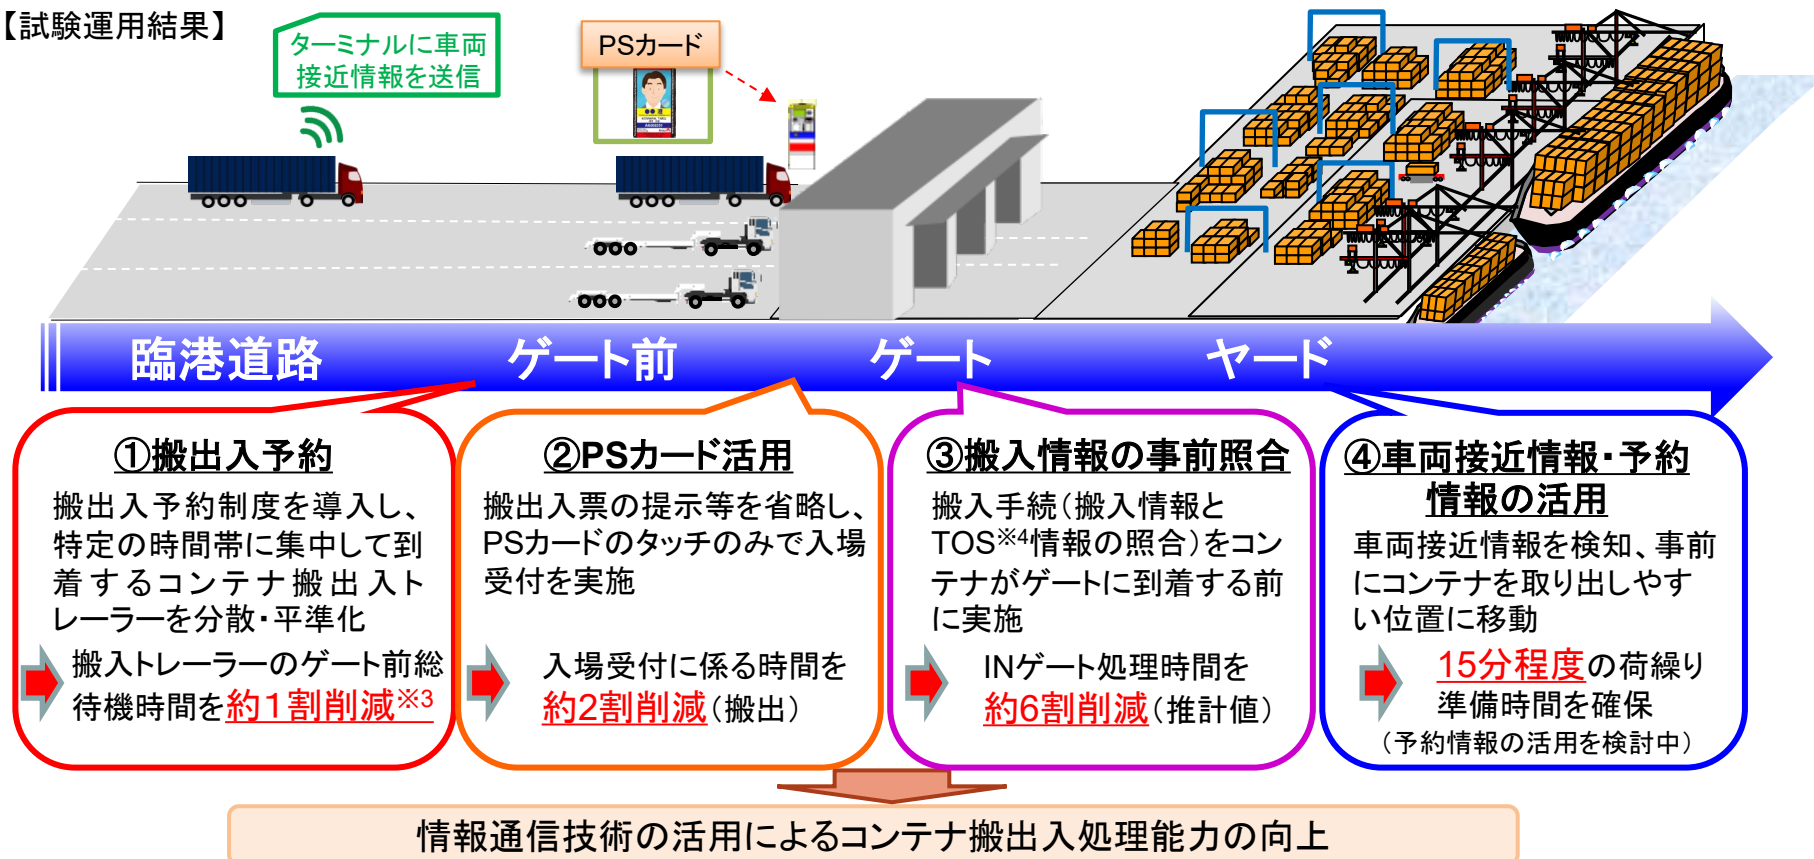 【試験運用結果】
ターミナルに車両
接近情報を送信
PSカード
臨港道路
ゲート前
ゲート
ヤード
①搬出入予約
搬出入予約制度を導入し、
特定の時間帯に集中して到
着するコンテナ搬出入ト
レーラーを分散・平準化
搬入トレーラーのゲート前総
待機時間を約1割削減※3
②PSカード活用
搬出入票の提示等を省略し、
PSカードのタッチのみで入場
受付を実施
入場受付に係る時間を
約2割削減(搬出)
③搬入情報の事前照合
搬入手続(搬入情報と
TOS※4情報の照合)をコン
テナがゲートに到着する前
に実施
INゲート処理時間を
約6割削減(推計値)
④車両接近情報・予約
情報の活用
車両接近情報を検知、事前
にコンテナを取り出しやす
い位置に移動
15分程度の荷繰り
準備時間を確保
(予約情報の活用を検討中)
情報通信技術の活用によるコンテナ搬出入処理能力の向上